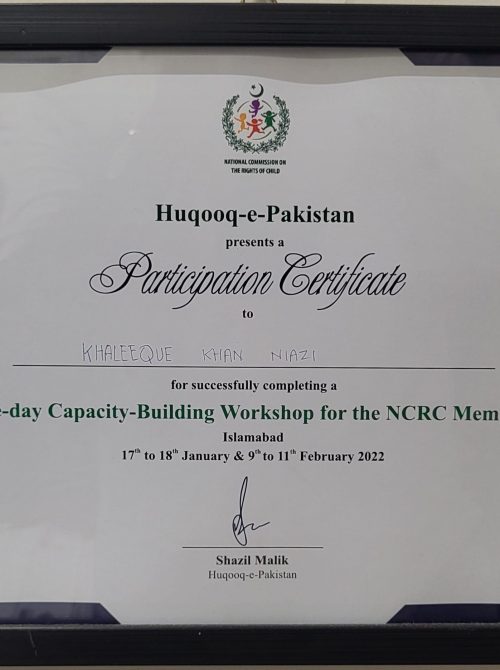 NATIONAL COMMISSION ON
THE RIGHTS OF CHILD
Huqooq-e-Pakistan
presents a
Participation Certificate
to
KHALEEQUE KHAN NIAZI
for successfully completing a
e-day Capacity-Building Workshop for the NCRC Mem
Islamabad
17th to 18th January & 9th to 11th February 2022
Shazil Malik
Huqooq-e-Pakistan